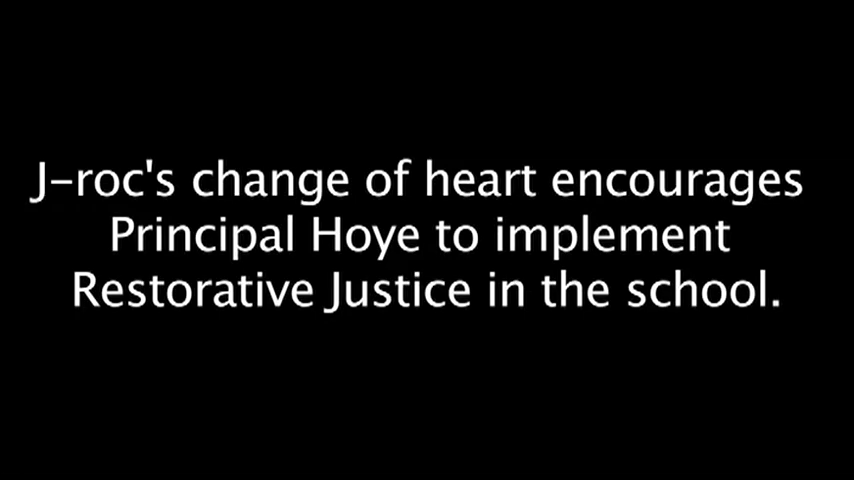 J-roc's change of heart encourages
Principal Hoye to implement
Restorative Justice in the school.